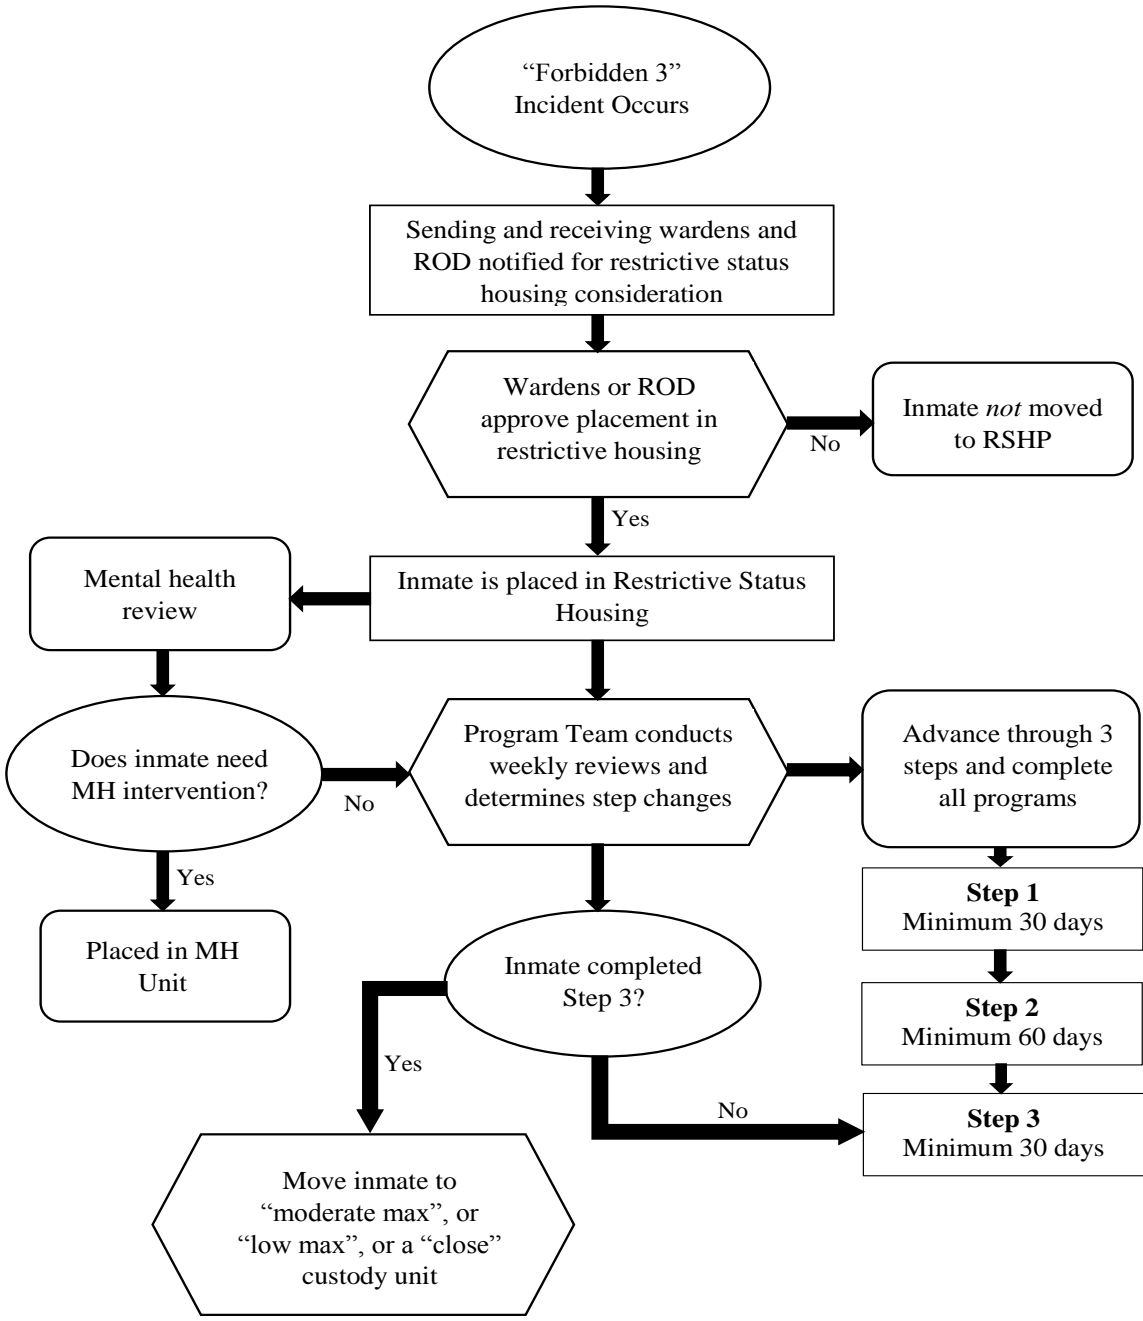 “Forbidden 3”
Incident Occurs
Sending and receiving wardens and
ROD notified for restrictive status
housing consideration
Wardens or ROD
approve placement in
restrictive housing
No
Inmate not moved
to RSHP
Yes
Mental health
review
Inmate is placed in Restrictive Status
Housing
Does inmate need
MH intervention?
No
Program Team conducts
weekly reviews and
determines step changes
Advance through 3
steps and complete
all programs
Yes
Step 1
Minimum 30 days
Placed in MH
Unit
Inmate completed
Step 3?
Step 2
Minimum 60 days
Yes
No
Step 3
Minimum 30 days
Move inmate to
“moderate max”, or
“low max”, or a “close”
custody unit